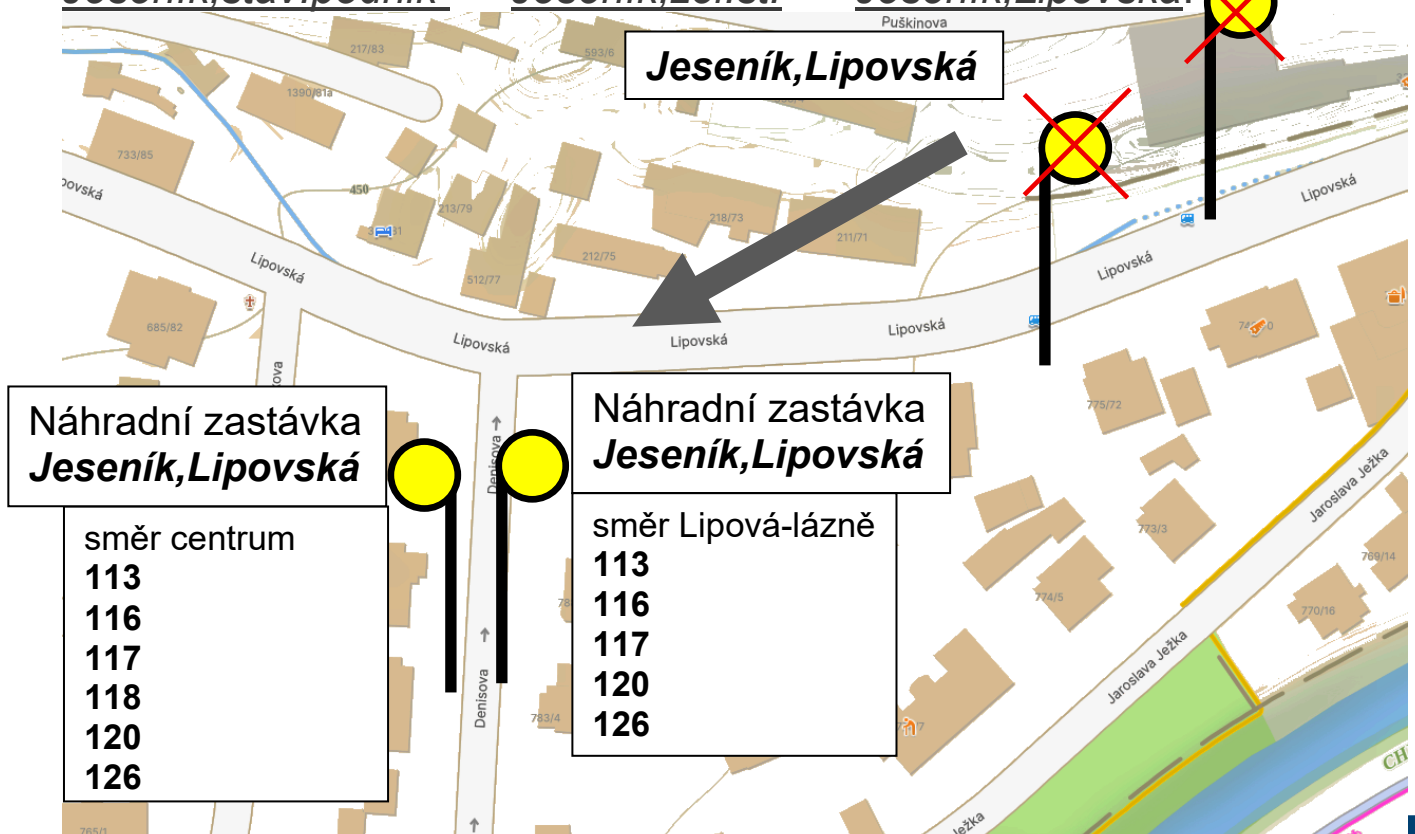 Jeseník,Lipovská.
Puškinova
217/83
593/6
Jeseník,Lipovská
1390/81a
733/85
450
213/79
218/73
211/71
212/75
512/77
Lipovská
Lipovská
Lipovská
685/82
Lipovská
Lipovská
Lipovská
775/72
Náhradní zastávka
Jeseník,Lipovská
směr centrum
113
116
117
118
120
126
Denisova
Náhradní zastávka
Jeseník,Lipovská
směr Lipová-lázně
113
116
117
120
126
Jaroslava Ježka
773/3
769/14
774/5
770/16
Jaroslava Ježka
Denisova
783/4
765/1